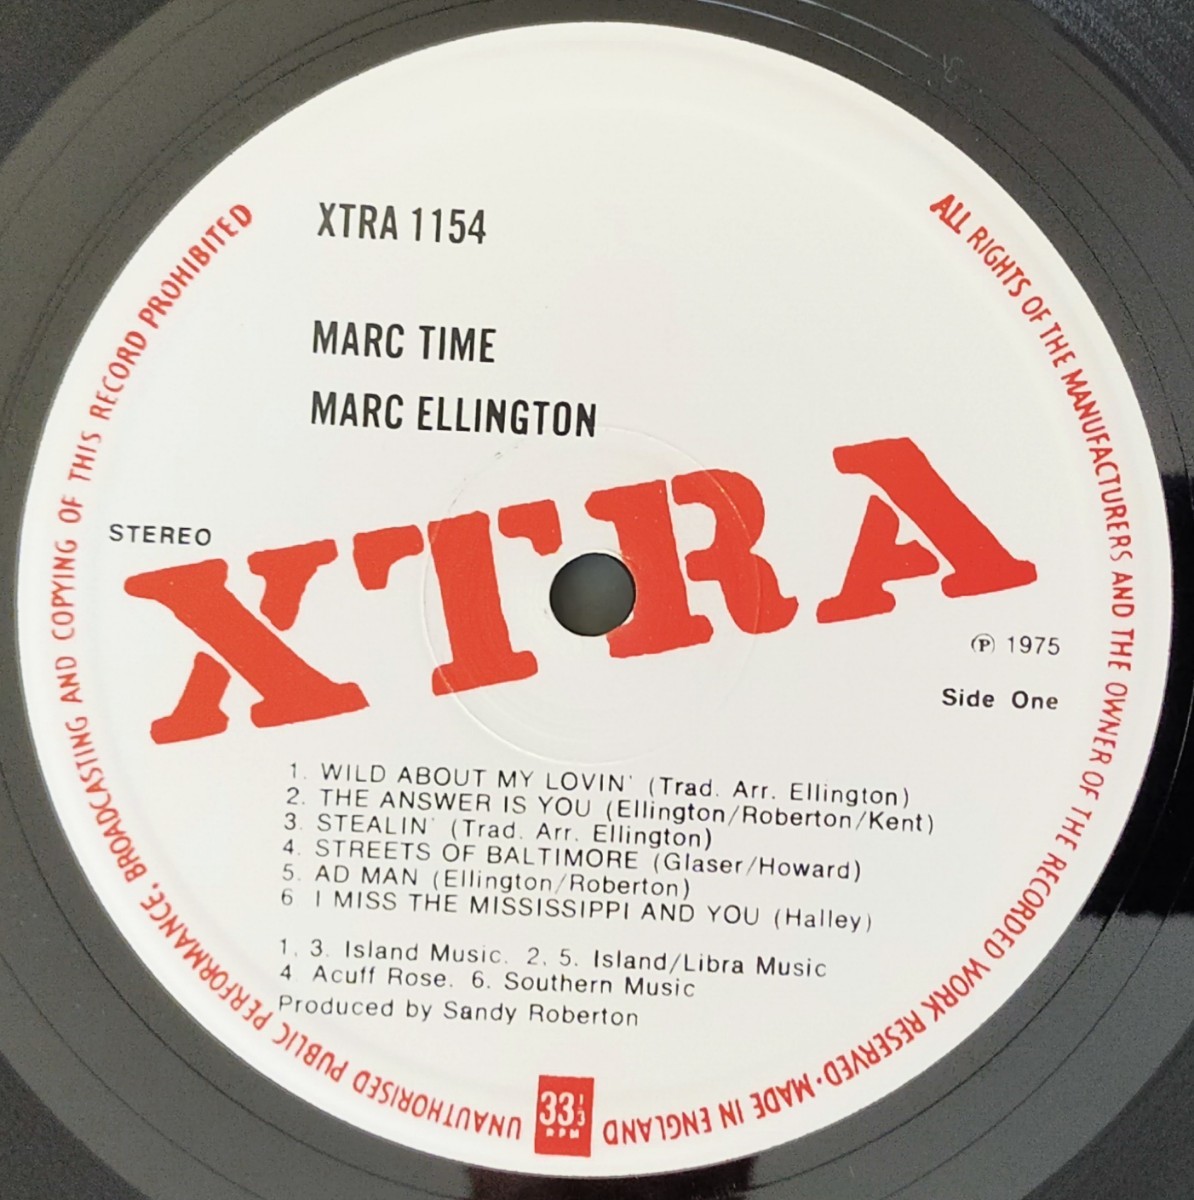 XTRA 1154
MARC TIME
MARC ELLINGTON
STEREO
XTRA
Ⓟ 1975
Side One
1. WILD ABOUT MY LOVIN' (Trad. Arr. Ellington)
2. THE ANSWER IS YOU (Ellington/Roberton/Kent)
3. STEALIN' (Trad. Arr. Ellington)
4. STREETS OF BALTIMORE (Glaser/Howard)
5. AD MAN (Ellington/Roberton)
6 I MISS THE MISSISSIPPI AND YOU (Halley)
1, 3. Island Music. 2, 5. Island/Libra Music
4. Acuff Rose. 6. Southern Music
Produced by Sandy Roberton
33 1/3
RPM
ALL RIGHTS OF THE MANUFACTURERS AND THE OWNER OF THE RECORDED WORK RESERVED · MADE IN ENGLAND
UNAUTHORISED PUBLIC PERFORMANCE, BROADCASTING AND COPYING OF THIS RECORD PROHIBITED